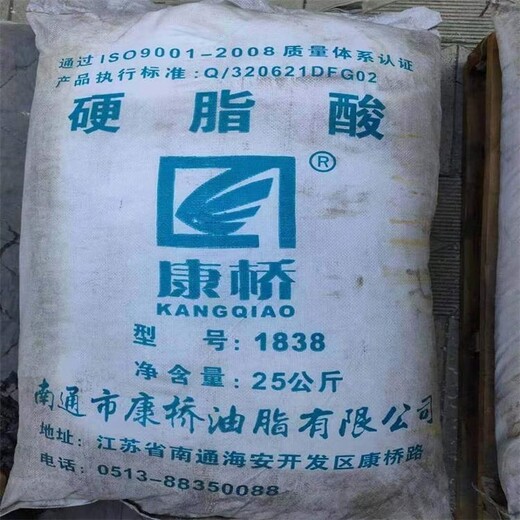 通过ISO9001-2008质量体系认证
产品执行标准:Q/320621DFG02
硬脂酸
®
康桥
KANGQIAO
型号:1838
净含量:25公斤
南通市康桥油脂有限公司
地址:江苏省南通海安开发区康桥路
电话:0513-88350088